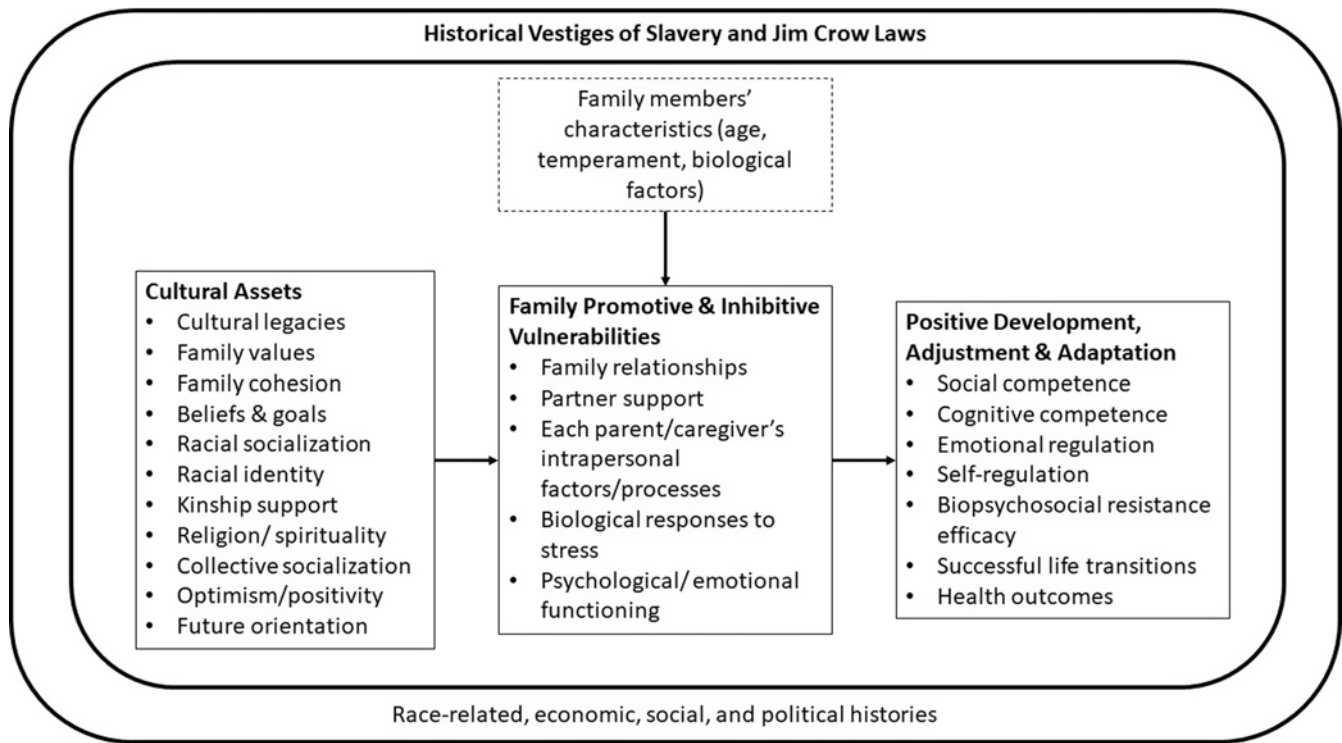 Historical Vestiges of Slavery and Jim Crow Laws
Family members’
characteristics (age,
temperament, biological
factors)
Cultural Assets
• Cultural legacies
• Family values
• Family cohesion
• Beliefs & goals
• Racial socialization
• Racial identity
• Kinship support
• Religion/ spirituality
• Collective socialization
• Optimism/positivity
• Future orientation
Family Promotive & Inhibitive
Vulnerabilities
• Family relationships
• Partner support
• Each parent/caregiver’s
intrapersonal
factors/processes
• Biological responses to
stress
• Psychological/ emotional
functioning
Positive Development,
Adjustment & Adaptation
• Social competence
• Cognitive competence
• Emotional regulation
• Self-regulation
• Biopsychosocial resistance
efficacy
• Successful life transitions
• Health outcomes
Race-related, economic, social, and political histories